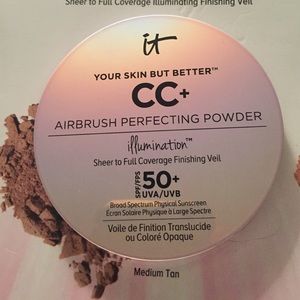 Sheer to Full Coverage Illuminating Finishing Veil
it
YOUR SKIN BUT BETTER™
CC+
AIRBRUSH PERFECTING POWDER
illumination™
Sheer to Full Coverage Finishing Veil
SPF/FPS 50+
UVA/UVB
Broad Spectrum Physical Sunscreen
Écran Solaire Physique à Large Spectre
Voile de Finition Translucide
ou Coloré Opaque
Medium Tan